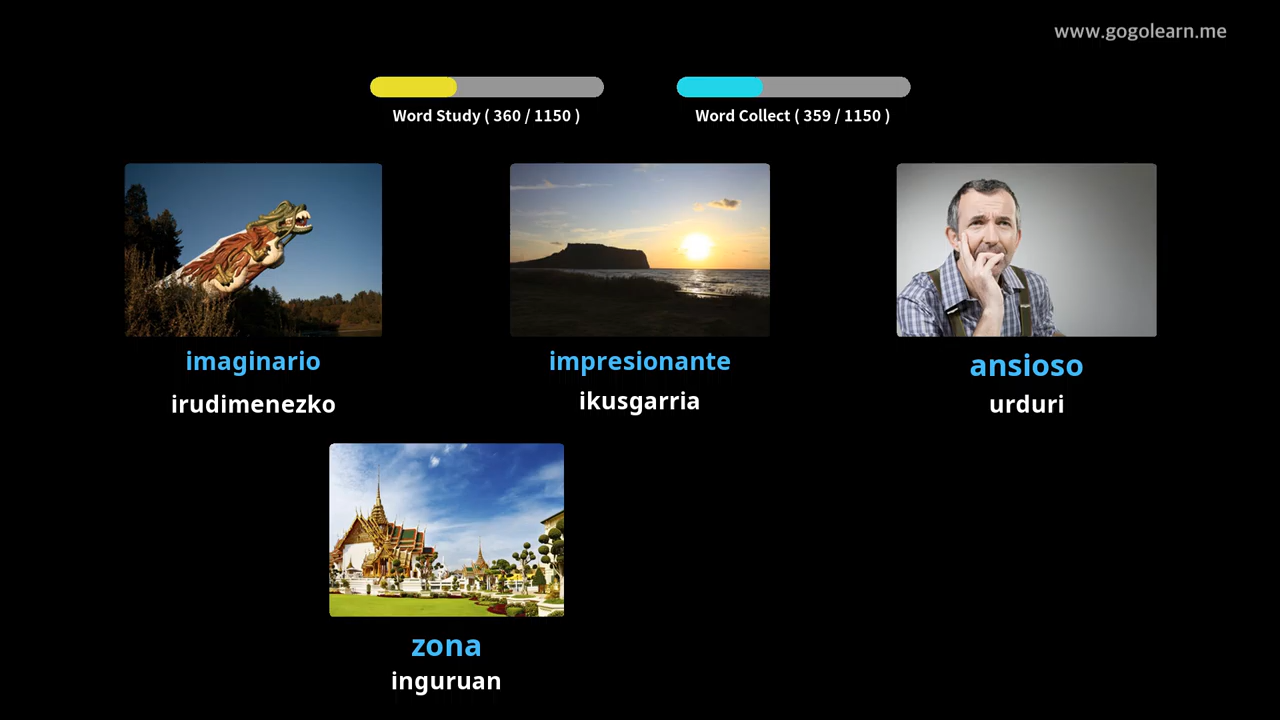 www.gogolearn.me
Word Study ( 360 / 1150 )
Word Collect ( 359 / 1150 )
imaginario
irudimenezko
impresionante
ikusgarria
ansioso
urduri
zona
inguruan